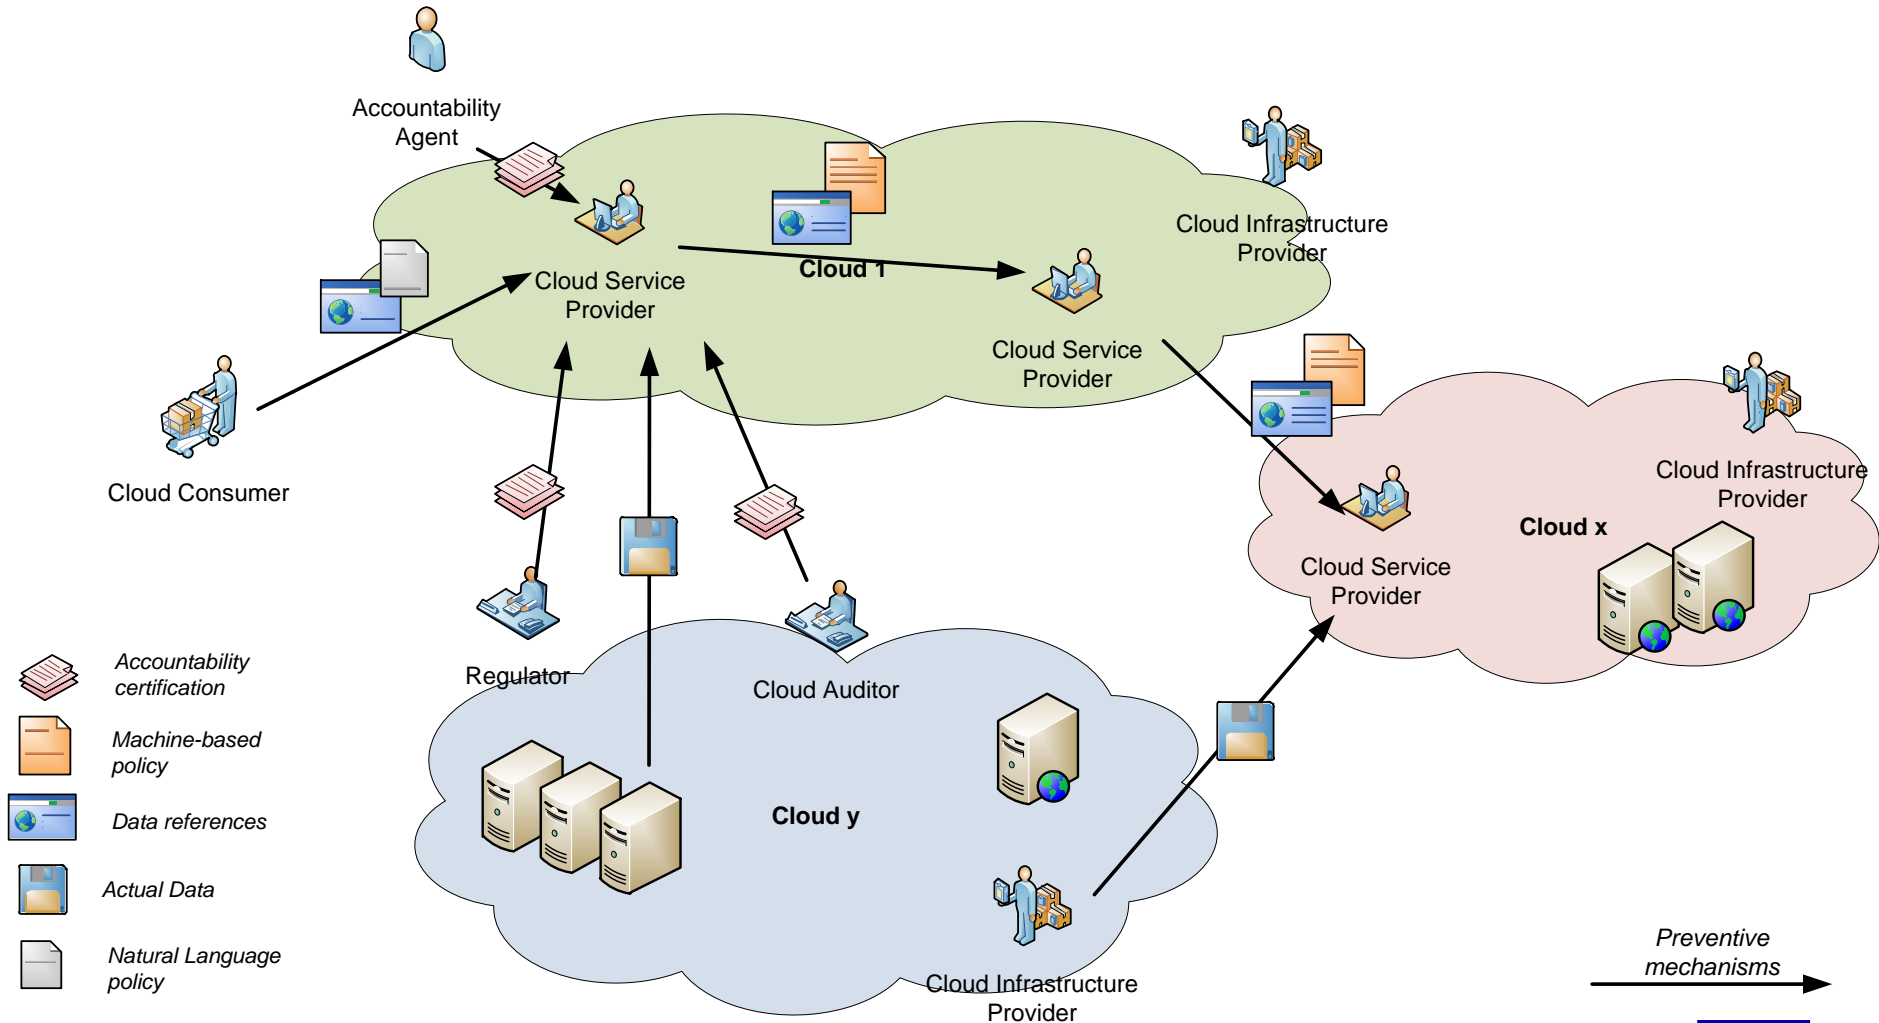 Accountability
Agent
Cloud Infrastructure
Provider
Cloud 1
Cloud Service
Provider
Cloud Service
Provider
Cloud Consumer
Cloud Infrastructure
Provider
Cloud x
Cloud Service
Provider
Regulator
Cloud Auditor
Cloud y
Cloud Infrastructure
Provider
Accountability
certification
Machine-based
policy
Data references
Actual Data
Natural Language
policy
Preventive
mechanisms